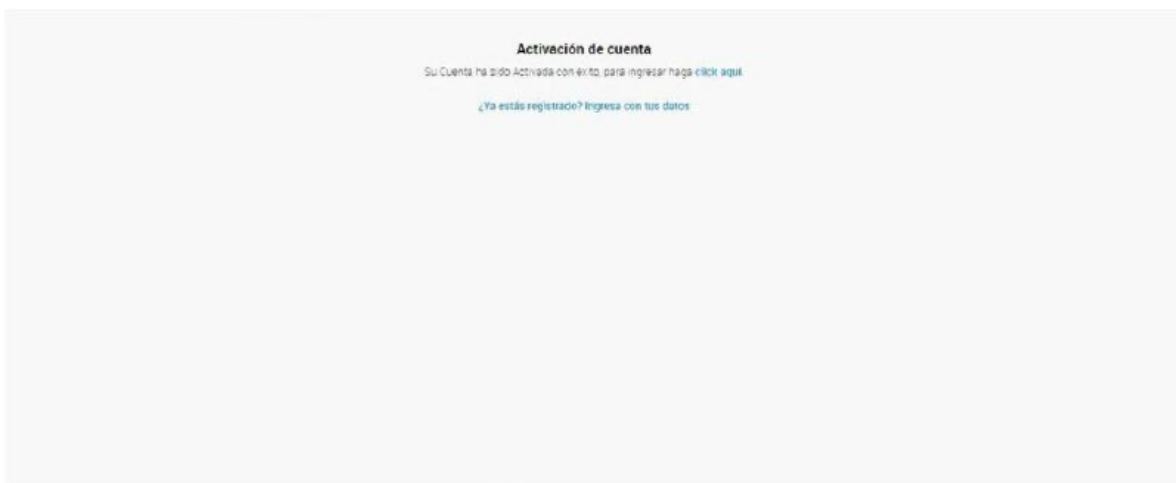 Activación de cuenta
Su Cuenta ha sido Activada con éxito, para ingresar haga click aquí
¿Ya estás registrado? Ingresa con tus datos